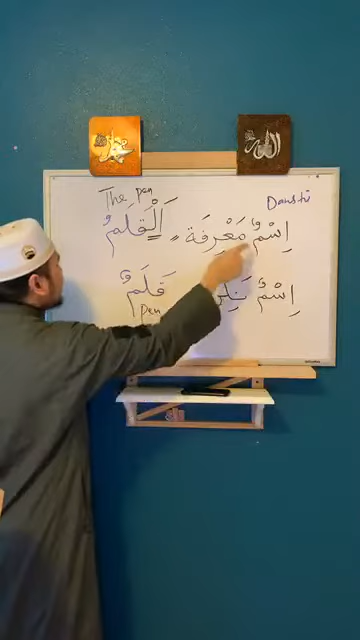 The pen
اِسْمٌ مَعْرِفَة = اَلْقَلَمُ
اِسْمٌ قَلَمٌ
pen
الله